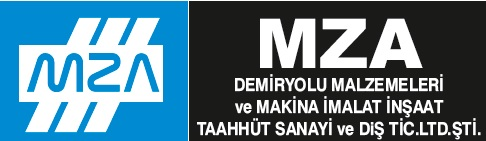 MZA
MZA
DEMİRYOLU MALZEMELERİ
ve MAKİNA İMALAT İNŞAAT
TAAHHÜT SANAYİ ve DIŞ TİC.LTD.ŞTİ.